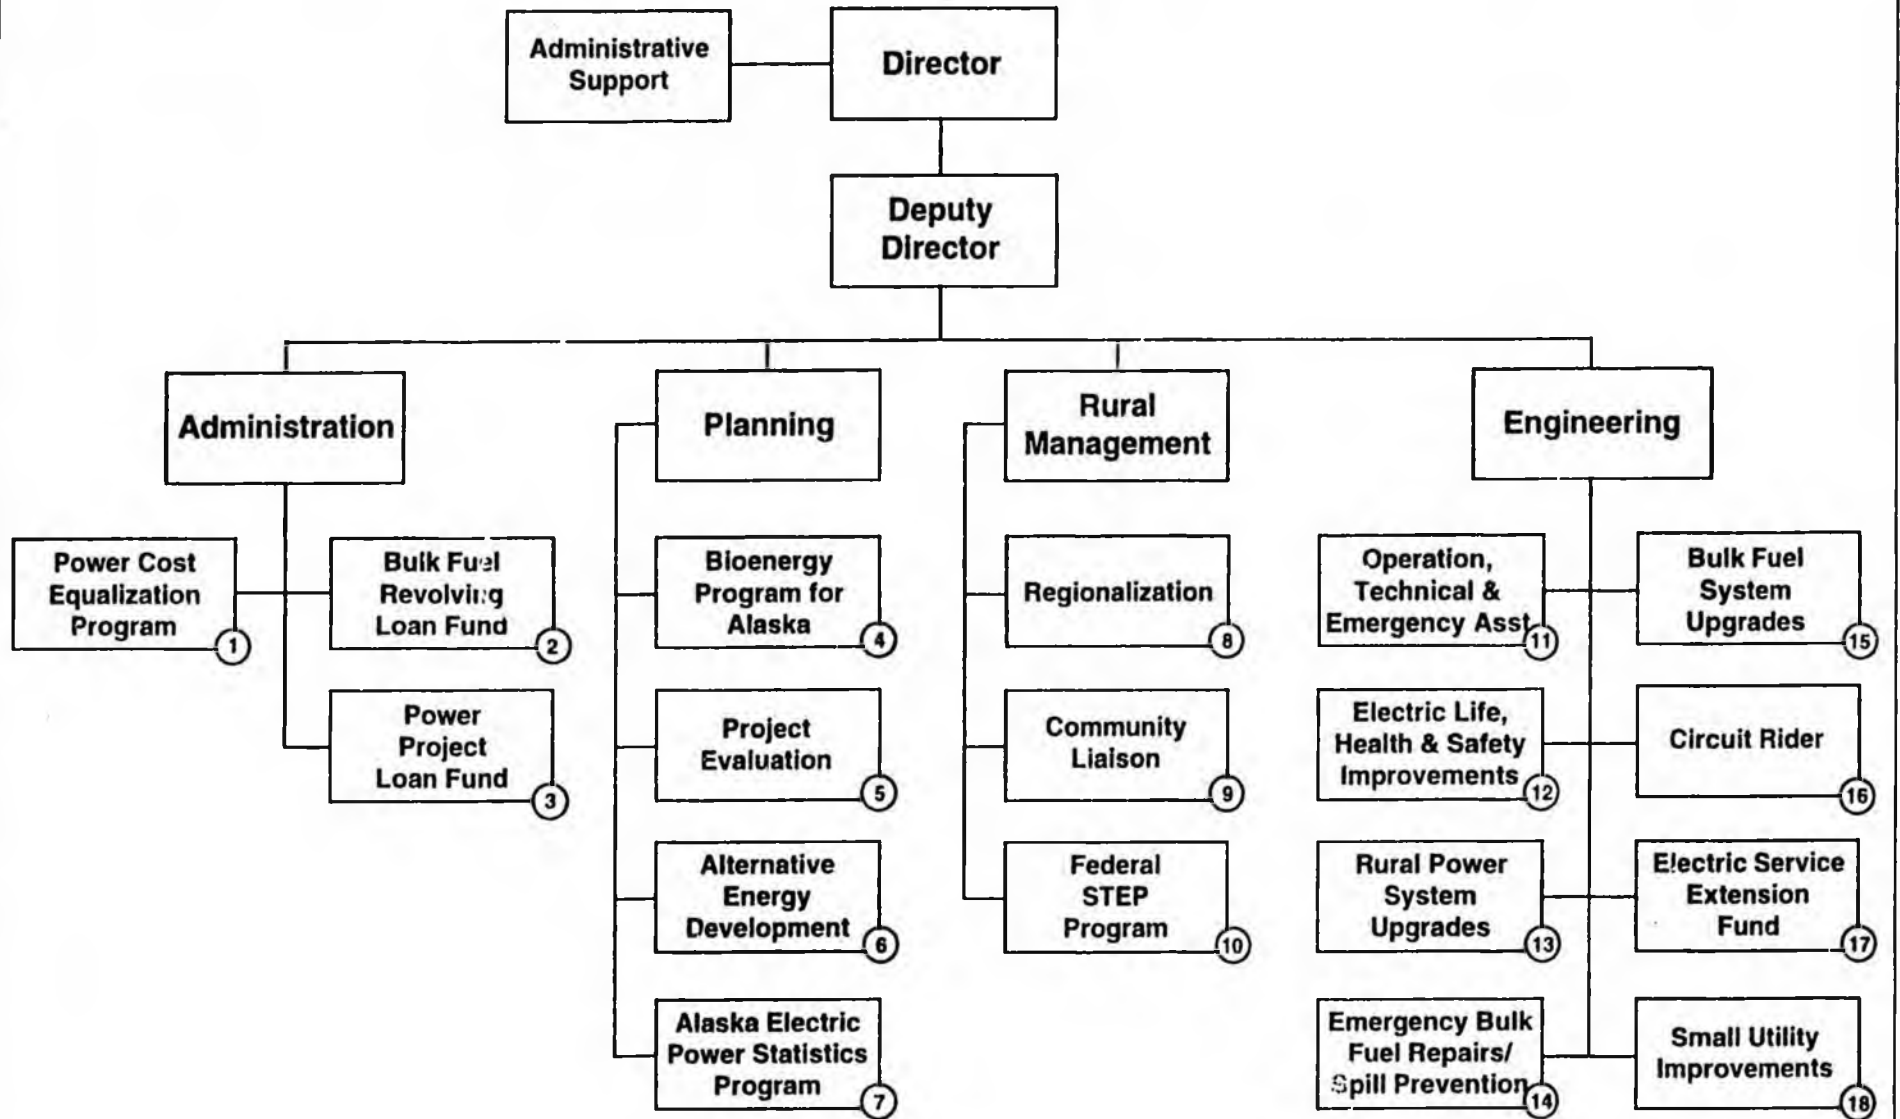 Administrative
Support
Director
Deputy
Director
Administration
Planning
Rural
Management
Engineering
Power Cost
Equalization
Program
1
Bulk Fuel
Revolving
Loan Fund
2
Power
Project
Loan Fund
3
Bioenergy
Program for
Alaska
4
Project
Evaluation
5
Alternative
Energy
Development
6
Alaska Electric
Power Statistics
Program
7
Regionalization
8
Community
Liaison
9
Federal
STEP
Program
10
Operation,
Technical &
Emergency Asst
11
Electric Life,
Health & Safety
Improvements
12
Rural Power
System
Upgrades
13
Emergency Bulk
Fuel Repairs/
Spill Prevention
14
Bulk Fuel
System
Upgrades
15
Circuit Rider
16
Electric Service
Extension
Fund
17
Small Utility
Improvements
18